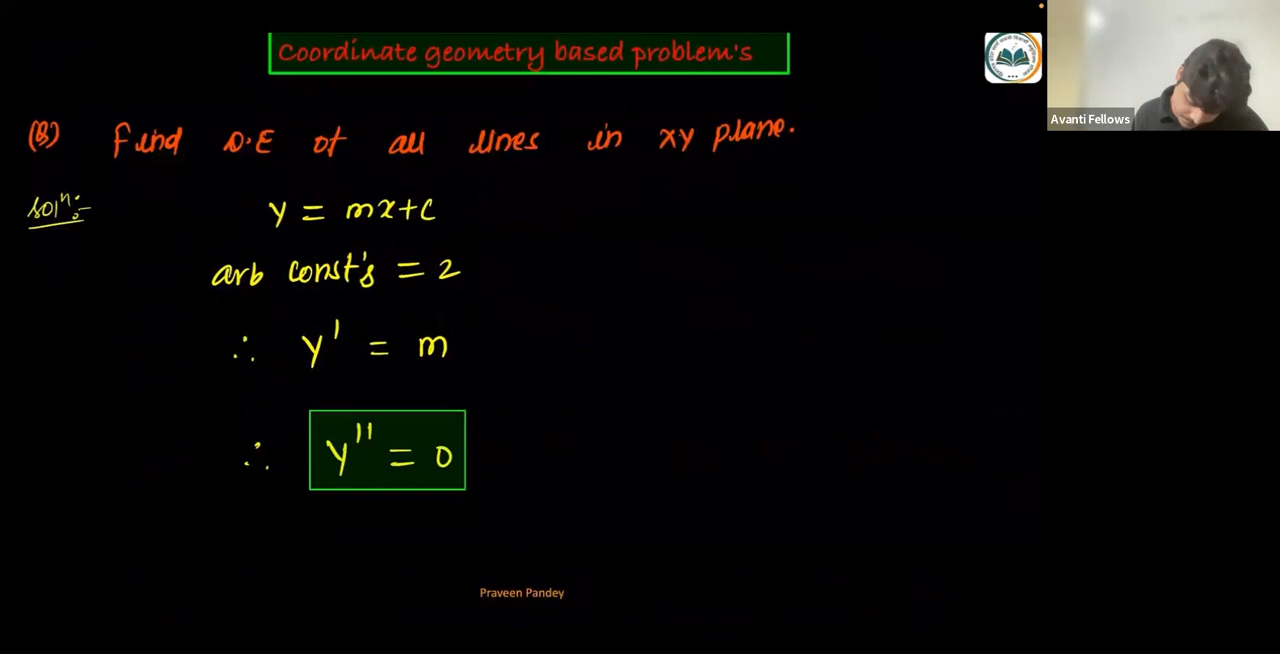 Coordinate geometry based problem's
Avanti Fellows
(8) Find D.E of all lines in xy plane.
Soln:-
y = mx+c
arb const's = 2
∴ y' = m
∴ y'' = 0
Praveen Pandey